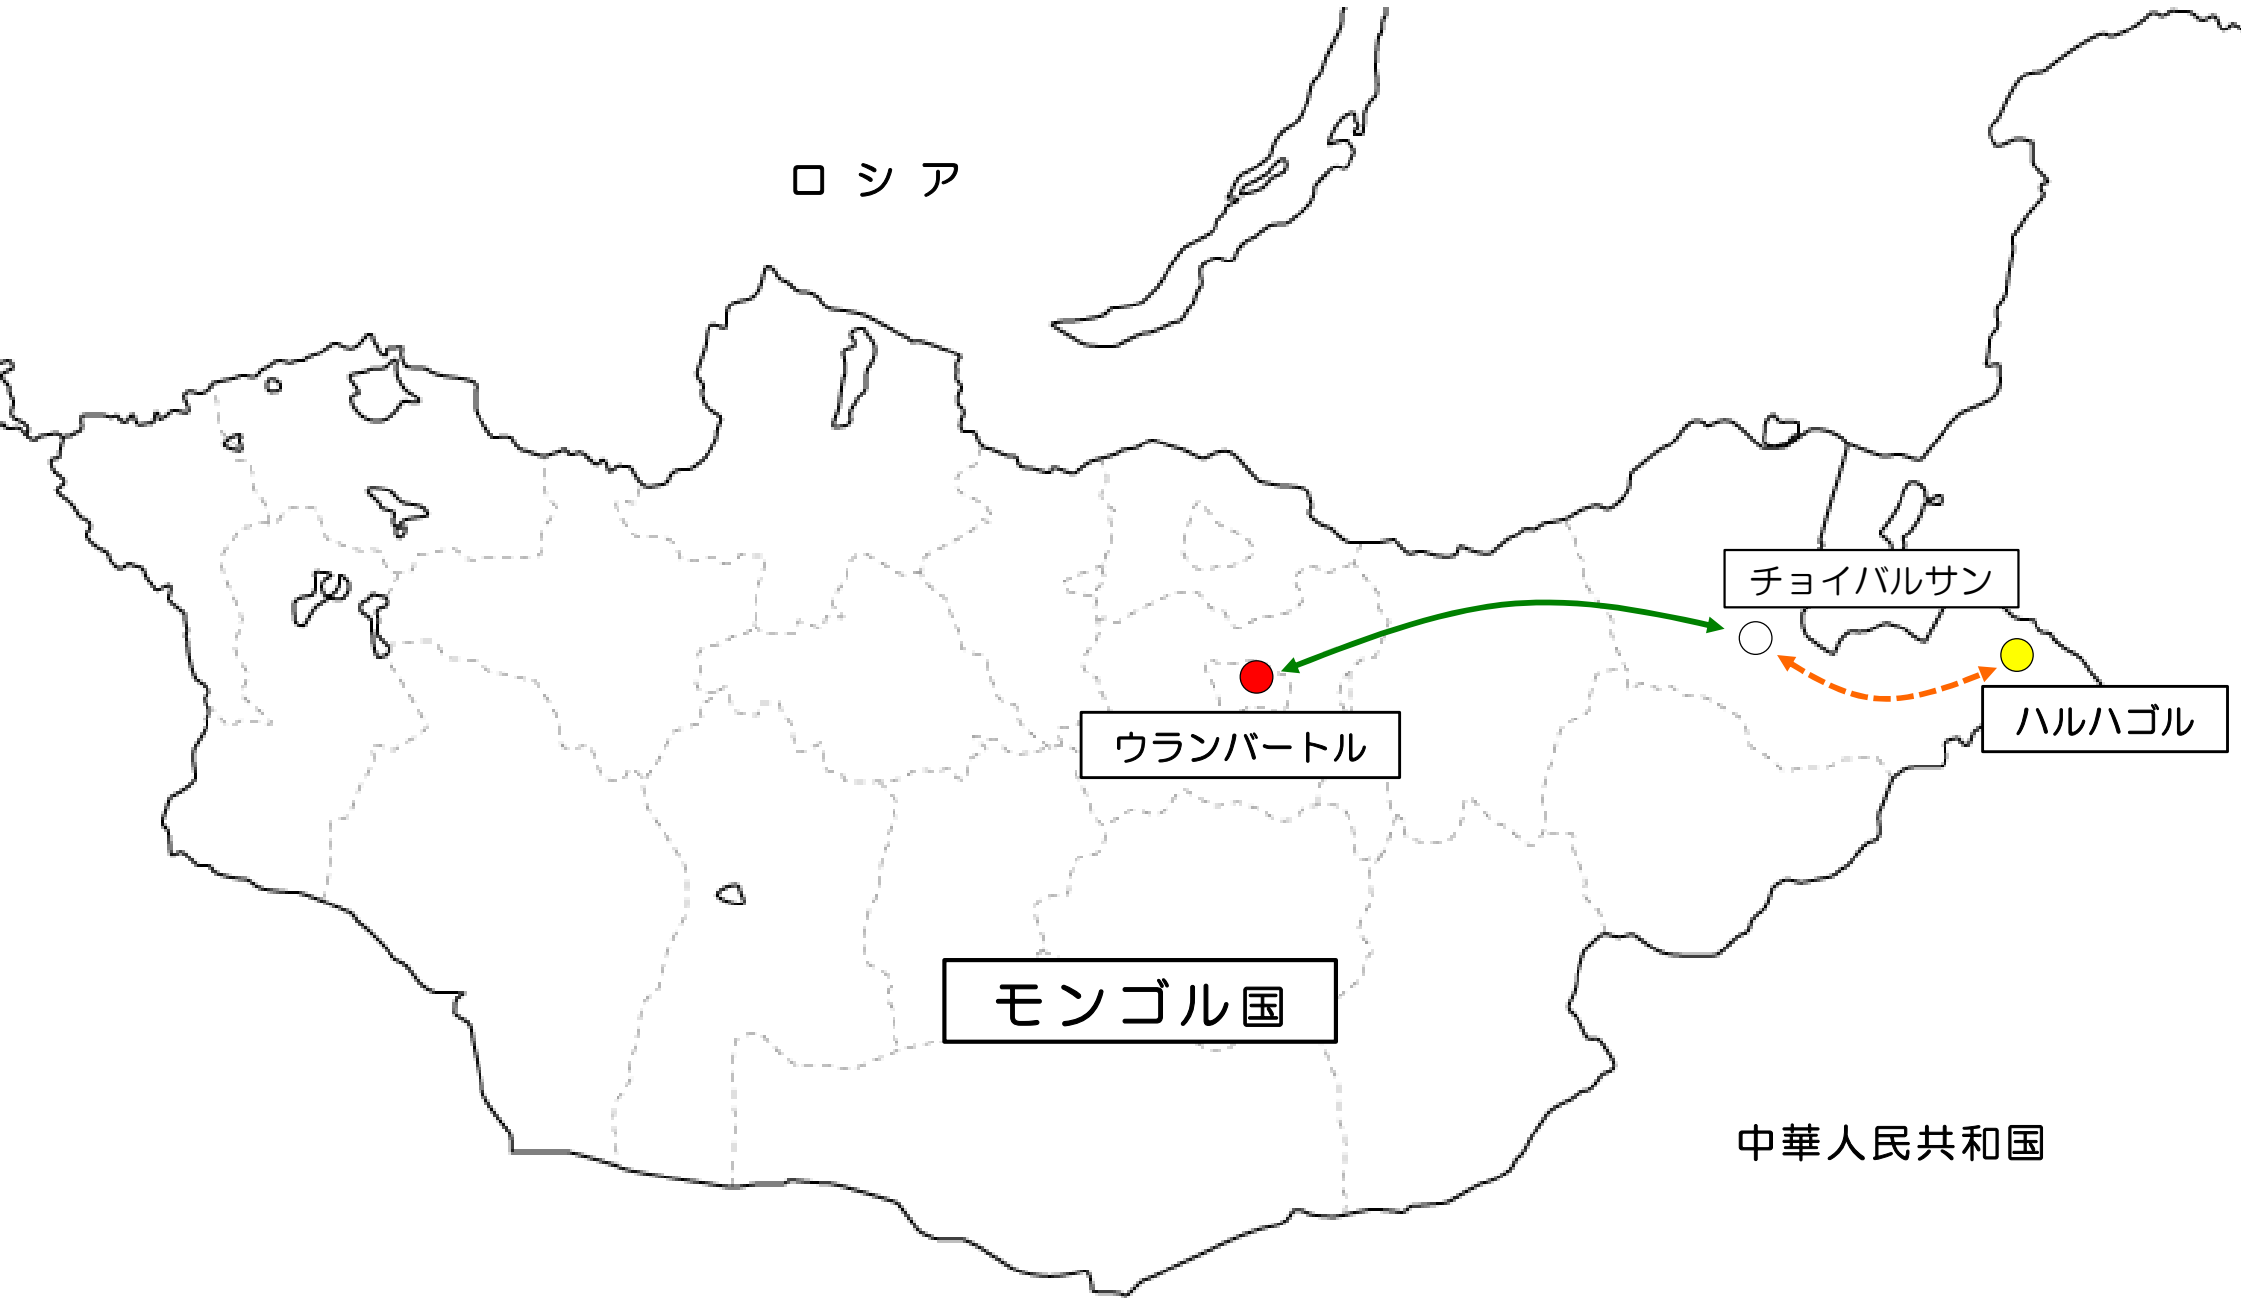 ロシア
チョイバルサン
ハルハゴル
ウランバートル
モンゴル国
中華人民共和国